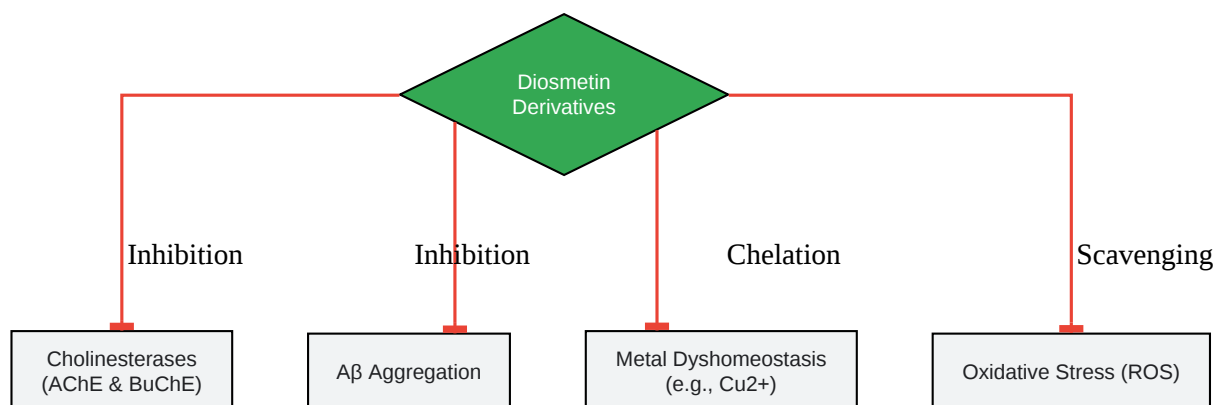 Diosmetin
Derivatives
Inhibition
Inhibition
Chelation
Scavenging
Cholinesterases
(AChE & BuChE)
Aβ Aggregation
Metal Dyshomeostasis
(e.g., Cu2+)
Oxidative Stress (ROS)